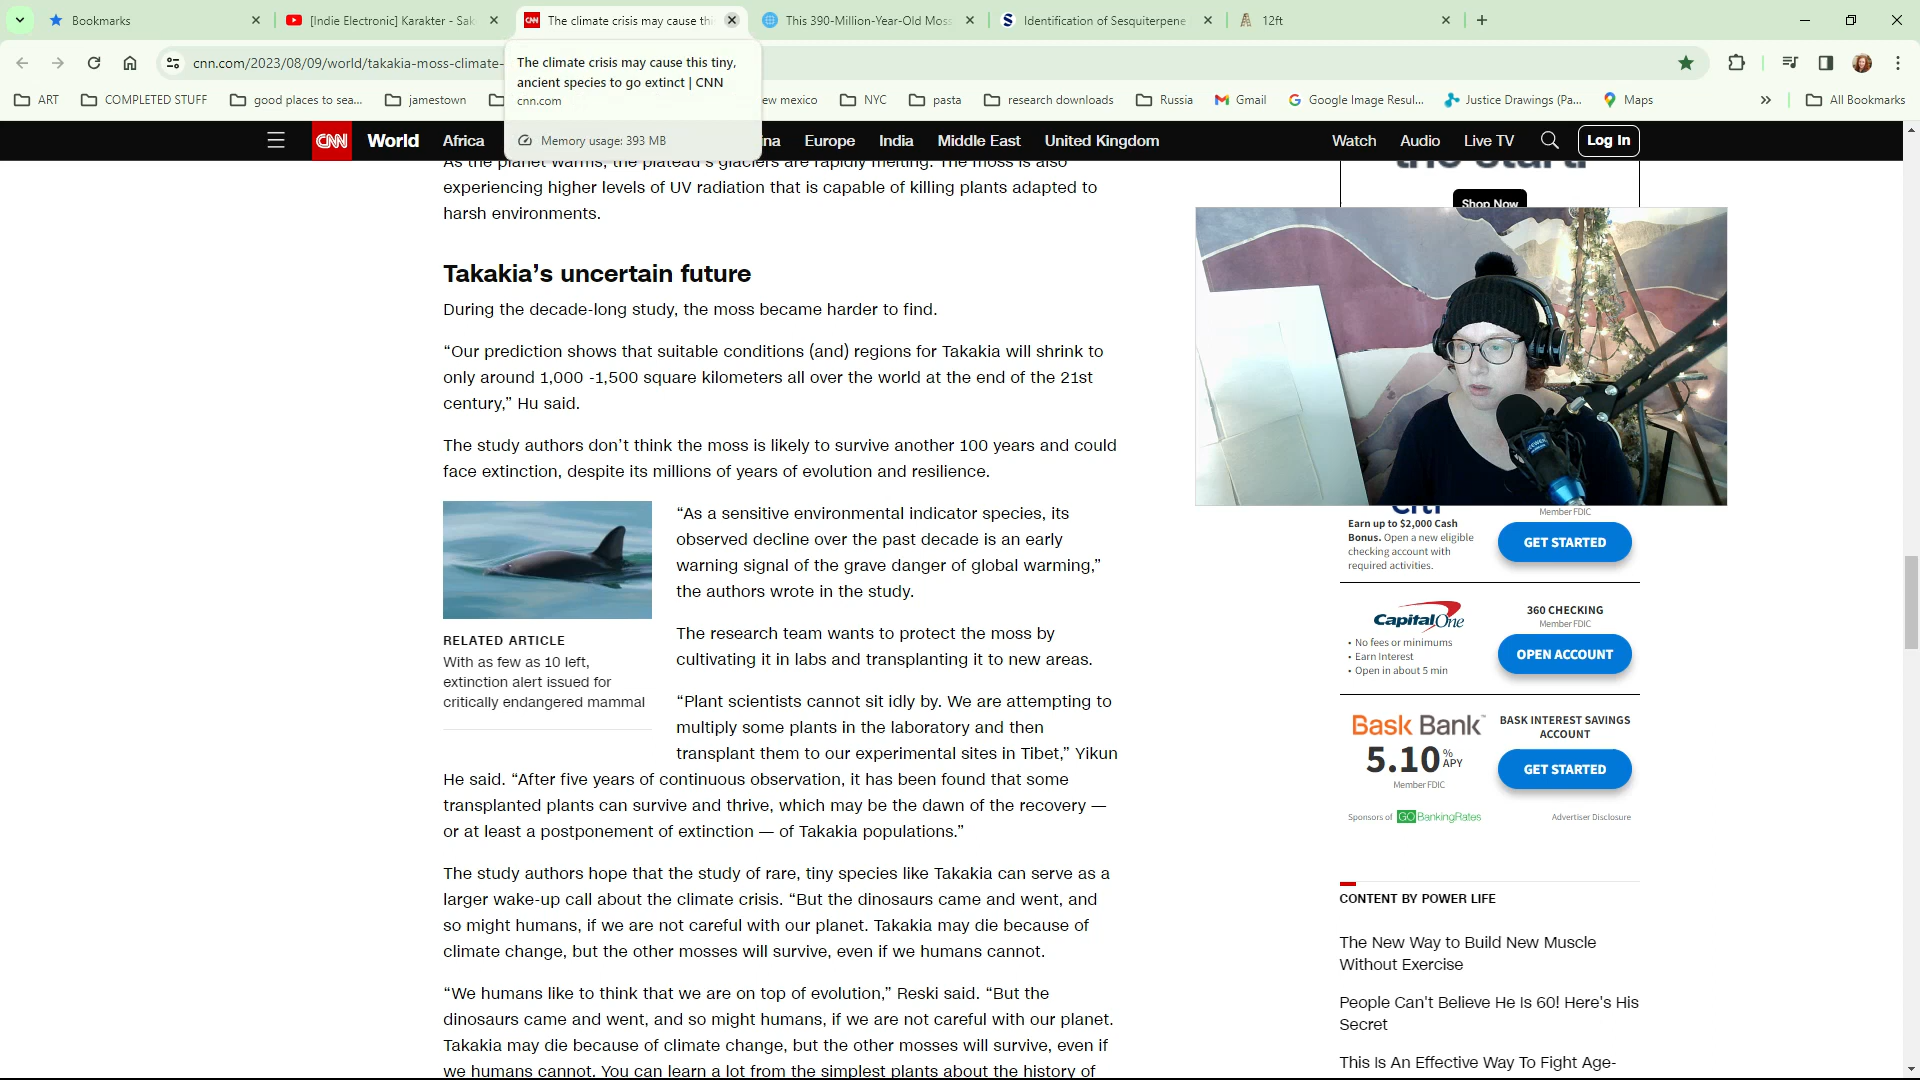 Bookmarks
[Indie Electronic] Karakter - Sak
The climate crisis may cause thi
This 390-Million-Year-Old Moss
Identification of Sesquiterpene
12ft
cnn.com/2023/08/09/world/takakia-moss-climate-
The climate crisis may cause this tiny,
ancient species to go extinct | CNN
cnn.com
Memory usage: 393 MB
ART
COMPLETED STUFF
good places to sea...
jamestown
ew mexico
NYC
pasta
research downloads
Russia
Gmail
Google Image Resul...
Justice Drawings (Pa...
Maps
All Bookmarks
CNN
World
Africa
ina
Europe
India
Middle East
United Kingdom
Watch
Audio
Live TV
Log In
As the planet warms, the plateau's glaciers are rapidly melting. The moss is also
experiencing higher levels of UV radiation that is capable of killing plants adapted to
harsh environments.
Takakia's uncertain future
During the decade-long study, the moss became harder to find.
“Our prediction shows that suitable conditions (and) regions for Takakia will shrink to
only around 1,000 -1,500 square kilometers all over the world at the end of the 21st
century,” Hu said.
The study authors don't think the moss is likely to survive another 100 years and could
face extinction, despite its millions of years of evolution and resilience.
“As a sensitive environmental indicator species, its
observed decline over the past decade is an early
warning signal of the grave danger of global warming,”
the authors wrote in the study.
RELATED ARTICLE
With as few as 10 left,
extinction alert issued for
critically endangered mammal
The research team wants to protect the moss by
cultivating it in labs and transplanting it to new areas.
“Plant scientists cannot sit idly by. We are attempting to
multiply some plants in the laboratory and then
transplant them to our experimental sites in Tibet,” Yikun
He said. “After five years of continuous observation, it has been found that some
transplanted plants can survive and thrive, which may be the dawn of the recovery —
or at least a postponement of extinction — of Takakia populations.”
The study authors hope that the study of rare, tiny species like Takakia can serve as a
larger wake-up call about the climate crisis. “But the dinosaurs came and went, and
so might humans, if we are not careful with our planet. Takakia may die because of
climate change, but the other mosses will survive, even if we humans cannot.
“We humans like to think that we are on top of evolution,” Reski said. “But the
dinosaurs came and went, and so might humans, if we are not careful with our planet.
Takakia may die because of climate change, but the other mosses will survive, even if
we humans cannot. You can learn a lot from the simplest plants about the history of
Shop Now
citi
Member FDIC
Earn up to $2,000 Cash
Bonus. Open a new eligible
checking account with
required activities.
GET STARTED
Capital One
• No fees or minimums
• Earn Interest
• Open in about 5 min
360 CHECKING
Member FDIC
OPEN ACCOUNT
Bask Bank™
5.10 % APY
Member FDIC
BASK INTEREST SAVINGS
ACCOUNT
GET STARTED
Sponsors of GOBankingRates
Advertiser Disclosure
CONTENT BY POWER LIFE
The New Way to Build New Muscle
Without Exercise
People Can't Believe He Is 60! Here's His
Secret
This Is An Effective Way To Fight Age-